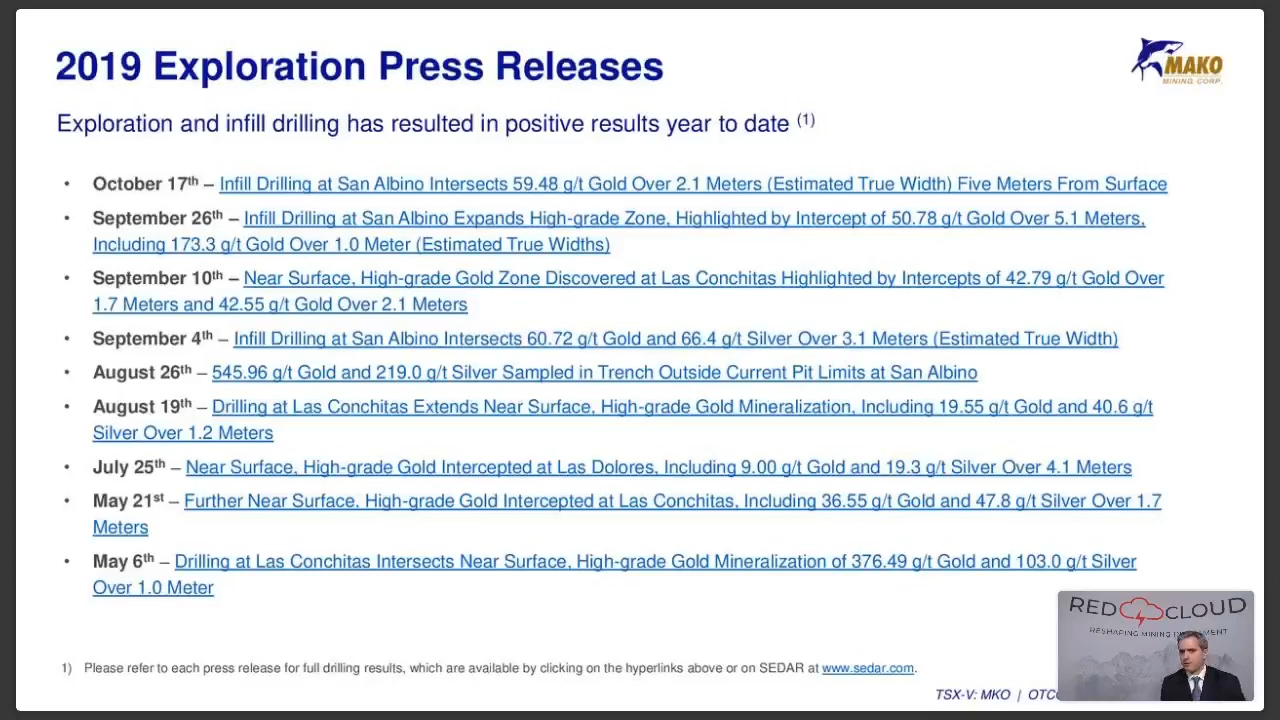 2019 Exploration Press Releases
MAKO
MINING CORP.
Exploration and infill drilling has resulted in positive results year to date (1)
• October 17th – Infill Drilling at San Albino Intersects 59.48 g/t Gold Over 2.1 Meters (Estimated True Width) Five Meters From Surface
• September 26th – Infill Drilling at San Albino Expands High-grade Zone, Highlighted by Intercept of 50.78 g/t Gold Over 5.1 Meters,
Including 173.3 g/t Gold Over 1.0 Meter (Estimated True Widths)
• September 10th – Near Surface, High-grade Gold Zone Discovered at Las Conchitas Highlighted by Intercepts of 42.79 g/t Gold Over
1.7 Meters and 42.55 g/t Gold Over 2.1 Meters
• September 4th – Infill Drilling at San Albino Intersects 60.72 g/t Gold and 66.4 g/t Silver Over 3.1 Meters (Estimated True Width)
• August 26th – 545.96 g/t Gold and 219.0 g/t Silver Sampled in Trench Outside Current Pit Limits at San Albino
• August 19th – Drilling at Las Conchitas Extends Near Surface, High-grade Gold Mineralization, Including 19.55 g/t Gold and 40.6 g/t
Silver Over 1.2 Meters
• July 25th – Near Surface, High-grade Gold Intercepted at Las Dolores, Including 9.00 g/t Gold and 19.3 g/t Silver Over 4.1 Meters
• May 21st – Further Near Surface, High-grade Gold Intercepted at Las Conchitas, Including 36.55 g/t Gold and 47.8 g/t Silver Over 1.7
Meters
• May 6th – Drilling at Las Conchitas Intersects Near Surface, High-grade Gold Mineralization of 376.49 g/t Gold and 103.0 g/t Silver
Over 1.0 Meter
RED CLOUD
RESHAPING MINING
1) Please refer to each press release for full drilling results, which are available by clicking on the hyperlinks above or on SEDAR at www.sedar.com.
TSX-V: MKO |